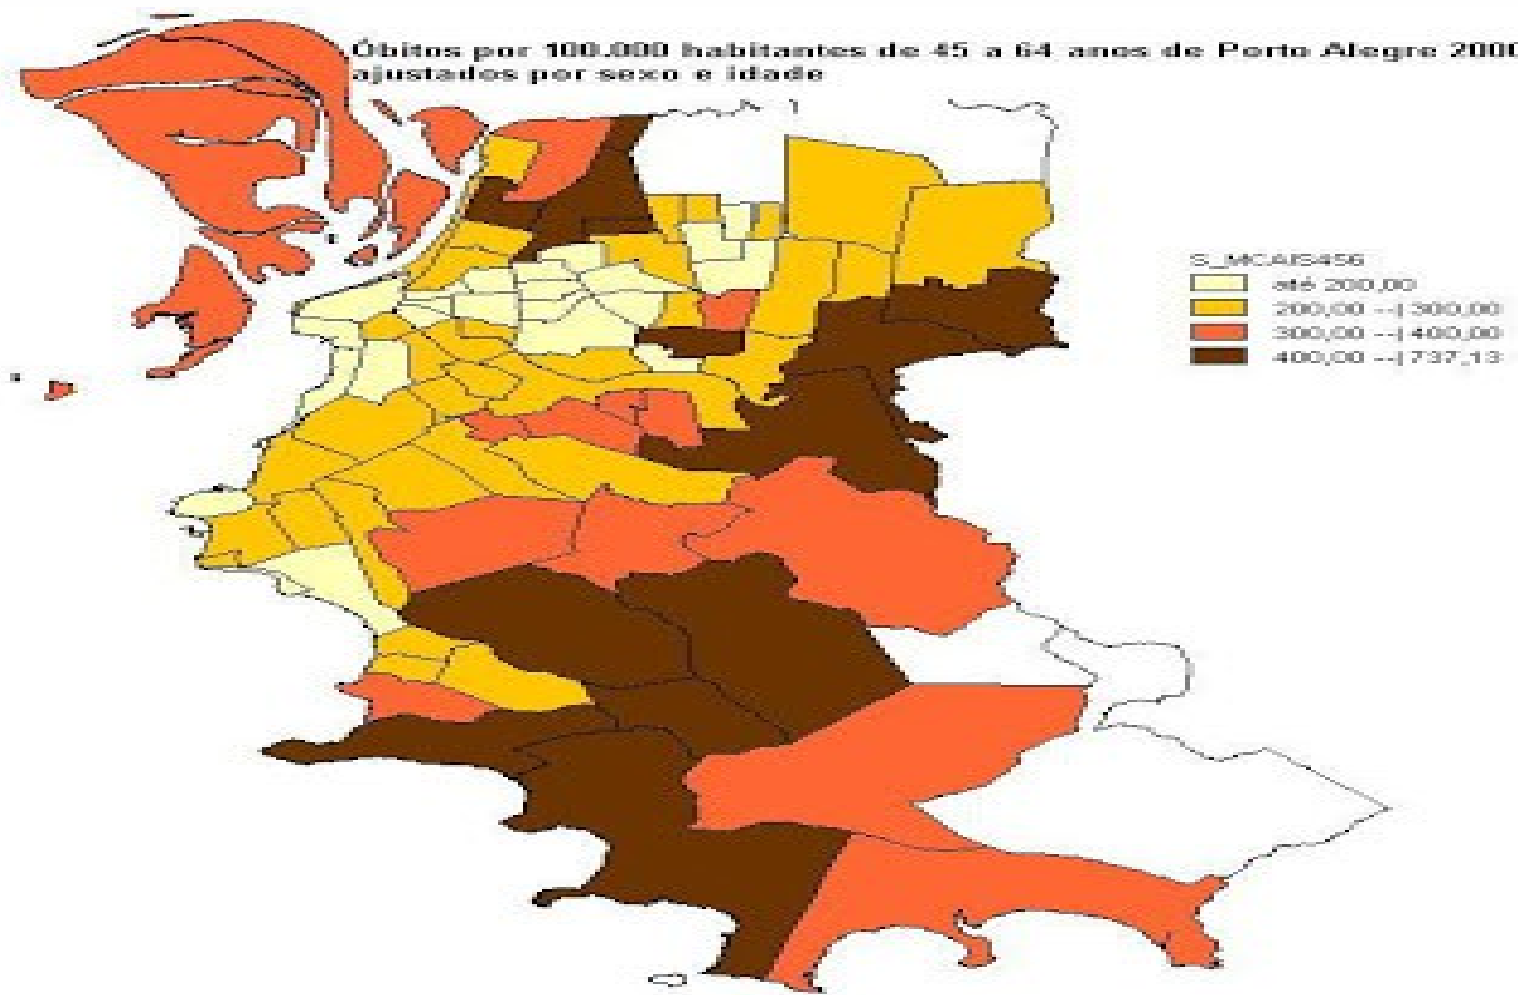 Óbitos por 100.000 habitantes de 45 a 64 anos de Porto Alegre 2000
ajustados por sexo e idade
S_MCAIS456
até 200,00
200,00 --| 300,00
300,00 --| 400,00
400,00 --| 737,13